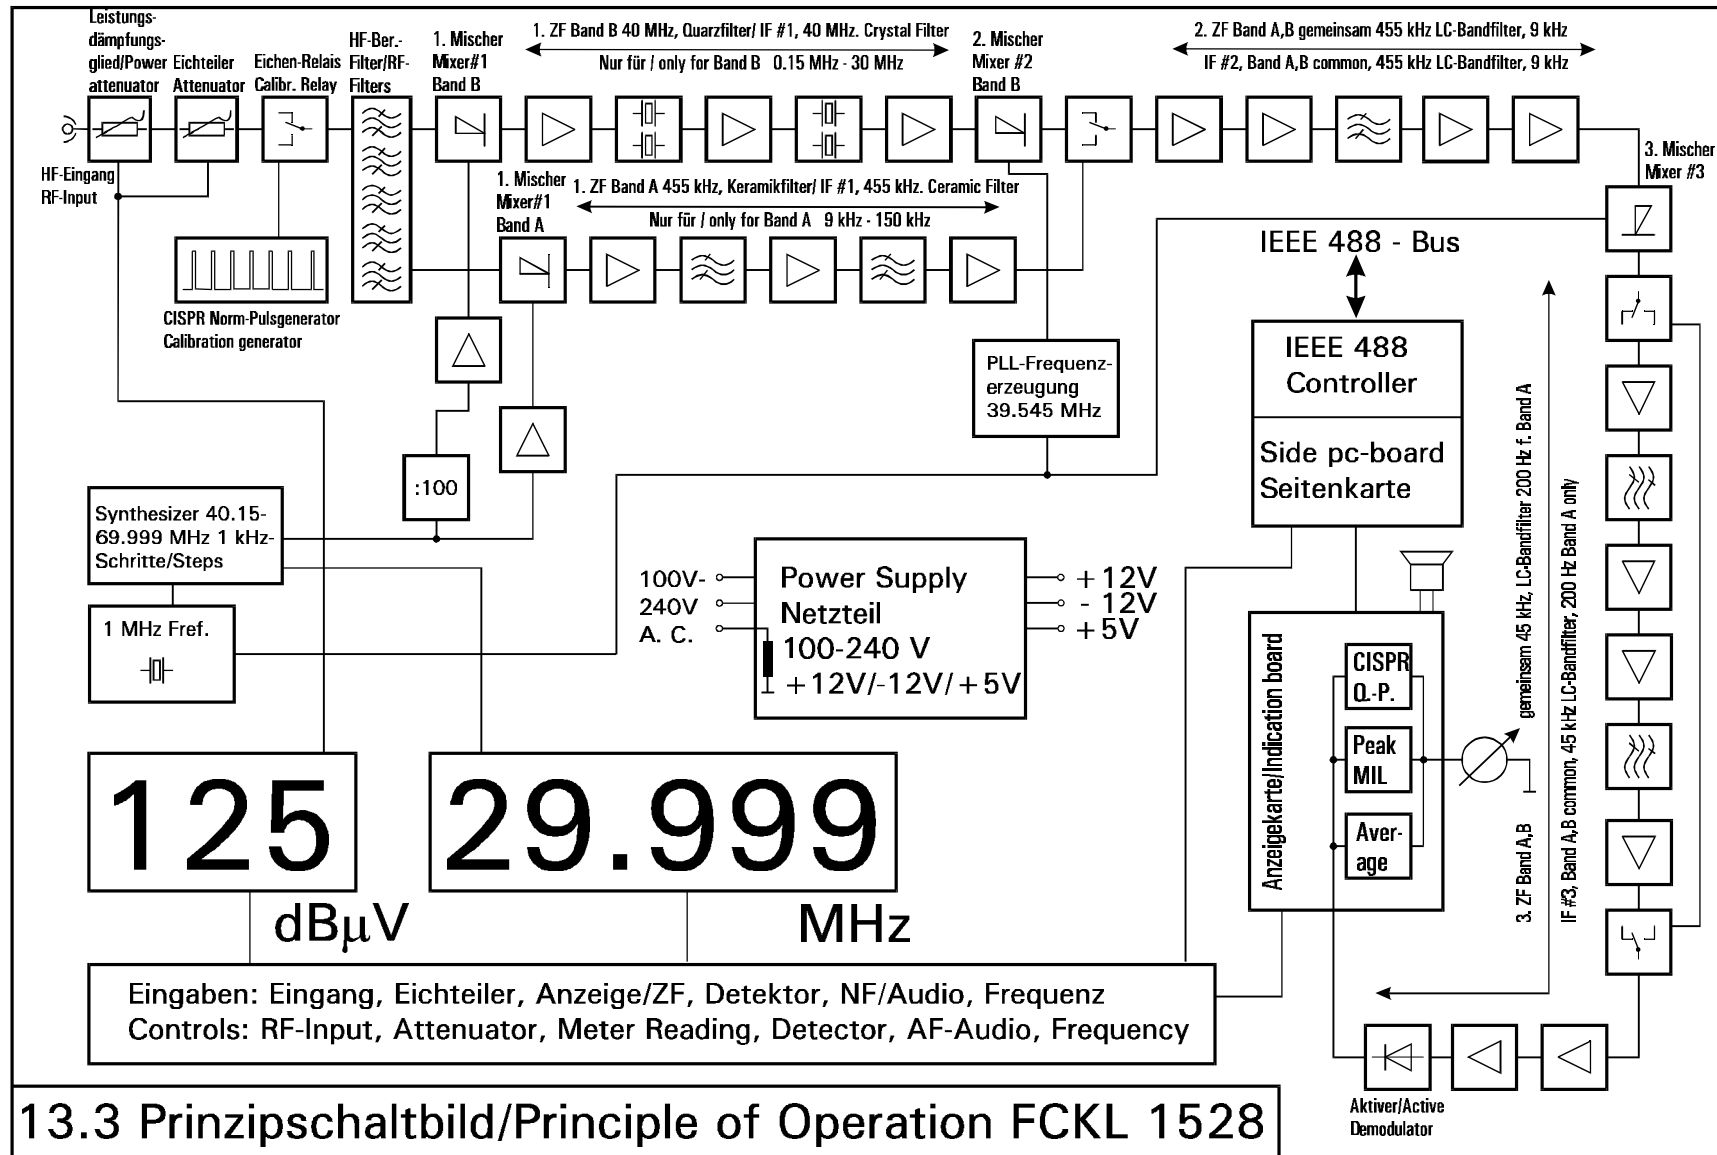 Leistungs-
dämpfungs-
glied/Power
attenuator
Eichteiler
Attenuator
Eichen-Relais
Calibr. Relay
HF-Ber.-
Filter/RF-
Filters
1. Mischer
Mixer#1
Band B
1. ZF Band B 40 MHz, Quarzfilter/ IF #1, 40 MHz. Crystal Filter
Nur für / only for Band B 0.15 MHz - 30 MHz
2. Mischer
Mixer #2
Band B
2. ZF Band A,B gemeinsam 455 kHz LC-Bandfilter, 9 kHz
IF #2, Band A,B common, 455 kHz LC-Bandfilter, 9 kHz
HF-Eingang
RF-Input
3. Mischer
Mixer #3
1. Mischer
Mixer#1
Band A
1. ZF Band A 455 kHz, Keramikfilter/ IF #1, 455 kHz. Ceramic Filter
Nur für / only for Band A 9 kHz - 150 kHz
CISPR Norm-Pulsgenerator
Calibration generator
IEEE 488 - Bus
IEEE 488
Controller
Side pc-board
Seitenkarte
PLL-Frequenz-
erzeugung
39.545 MHz
:100
Synthesizer 40.15-
69.999 MHz 1 kHz-
Schritte/Steps
1 MHz Fref.
100V-
240V
A. C.
Power Supply
Netzteil
100-240 V
+12V/-12V/+5V
+12V
- 12V
+5V
Anzeigekarte/Indication board
CISPR
Q.-P.
Peak
MIL
Aver-
age
3. ZF Band A,B gemeinsam 45 kHz, LC-Bandfilter 200 Hz f. Band A
IF #3, Band A,B common, 45 kHz LC-Bandfilter, 200 Hz Band A only
125
dBµV
29.999
MHz
Eingaben: Eingang, Eichteiler, Anzeige/ZF, Detektor, NF/Audio, Frequenz
Controls: RF-Input, Attenuator, Meter Reading, Detector, AF-Audio, Frequency
Aktiver/Active
Demodulator
13.3 Prinzipschaltbild/Principle of Operation FCKL 1528